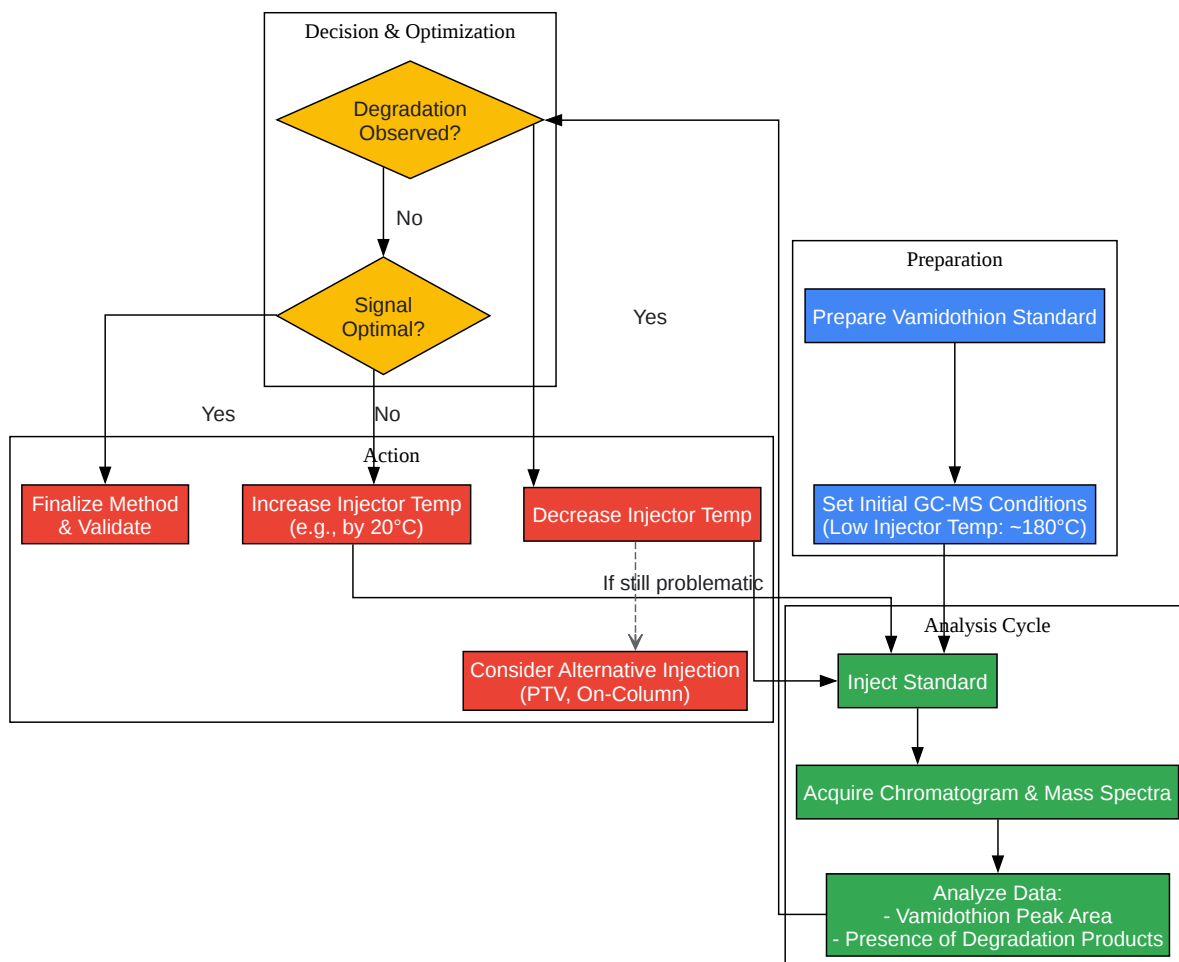 Decision & Optimization
Degradation
Observed?
No
Signal
Optimal?
Yes
Yes
No
Preparation
Prepare Vamidothion Standard
Set Initial GC-MS Conditions
(Low Injector Temp: ~180°C)
Action
Finalize Method
& Validate
Increase Injector Temp
(e.g., by 20°C)
Decrease Injector Temp
If still problematic
Consider Alternative Injection
(PTV, On-Column)
Analysis Cycle
Inject Standard
Acquire Chromatogram & Mass Spectra
Analyze Data:
- Vamidothion Peak Area
- Presence of Degradation Products